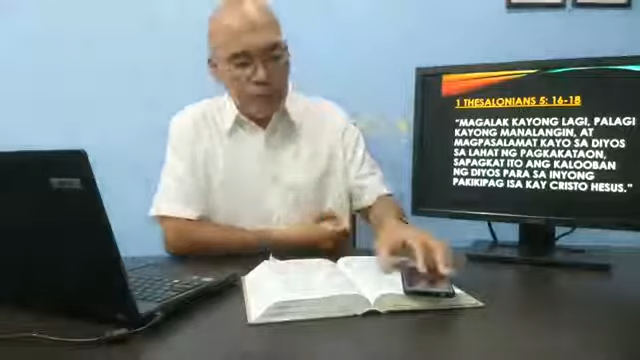 1 THESALONIANS 5: 16-18
"MAGALAK KAYONG LAGI, PALAGI
KAYONG MANALANGIN, AT
MAGPASALAMAT KAYO SA DIYOS
SA LAHAT NG PAGKAKATAON,
SAPAGKAT ITO ANG KALOOBAN
NG DIYOS PARA SA INYONG
PAKIKIPAG ISA KAY CRISTO HESUS."